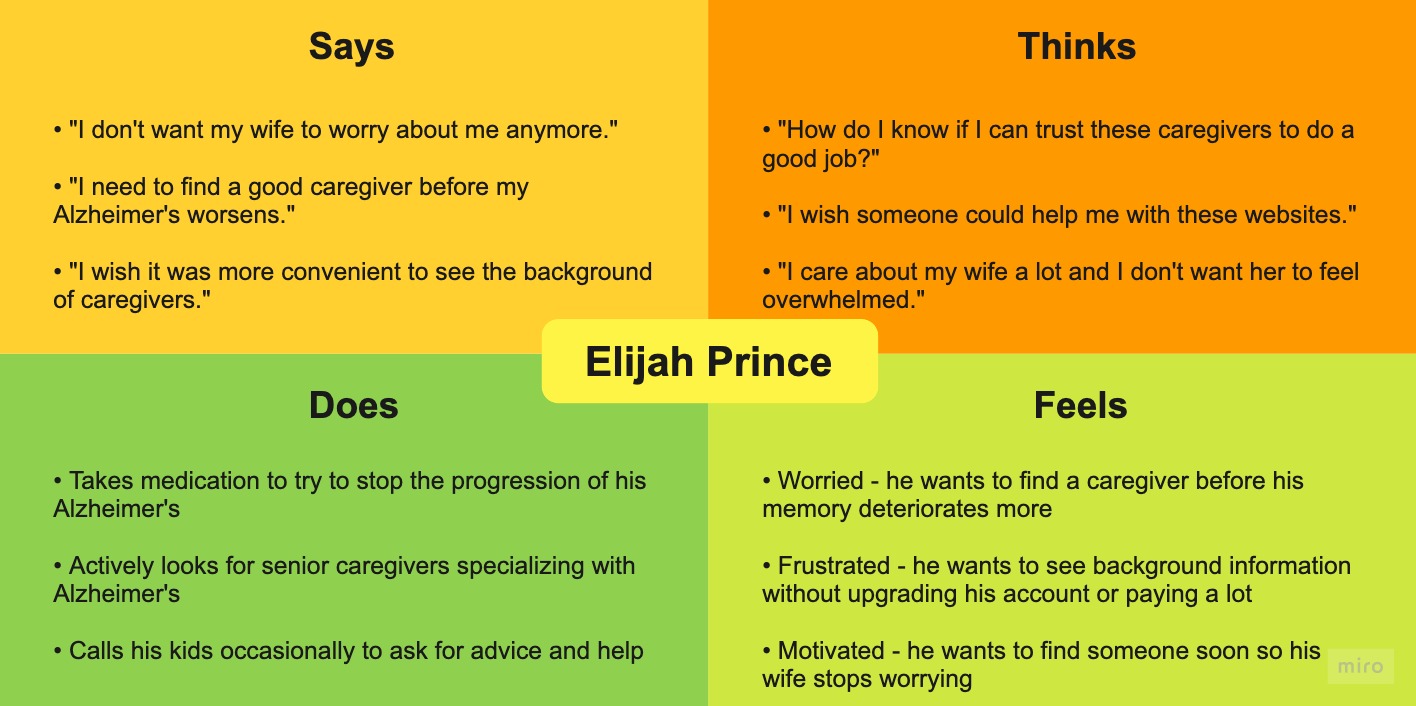 Says
• "I don't want my wife to worry about me anymore."
• "I need to find a good caregiver before my
Alzheimer's worsens."
• "I wish it was more convenient to see the background
of caregivers."
Thinks
• "How do I know if I can trust these caregivers to do a
good job?"
• "I wish someone could help me with these websites."
• "I care about my wife a lot and I don't want her to feel
overwhelmed."
Elijah Prince
Does
• Takes medication to try to stop the progression of his
Alzheimer's
• Actively looks for senior caregivers specializing with
Alzheimer's
• Calls his kids occasionally to ask for advice and help
Feels
• Worried - he wants to find a caregiver before his
memory deteriorates more
• Frustrated - he wants to see background information
without upgrading his account or paying a lot
• Motivated - he wants to find someone soon so his
wife stops worrying
miro